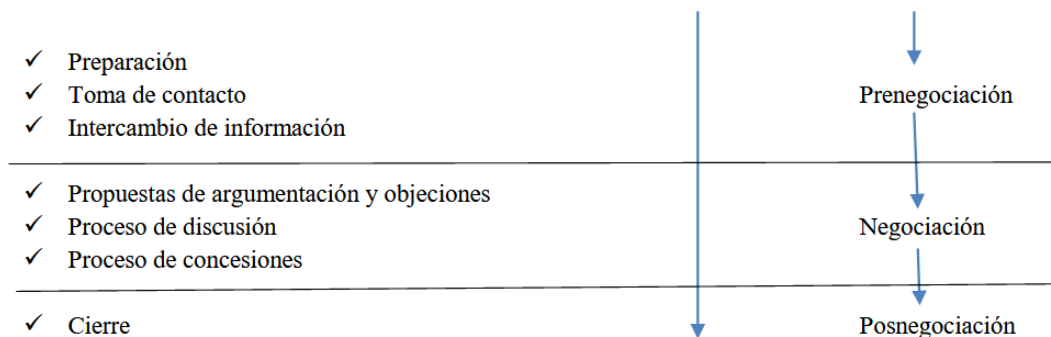 ✓ Preparación
✓ Toma de contacto
Prenegociación
✓ Intercambio de información
✓ Propuestas de argumentación y objeciones
✓ Proceso de discusión
Negociación
✓ Proceso de concesiones
✓ Cierre
Posnegociación